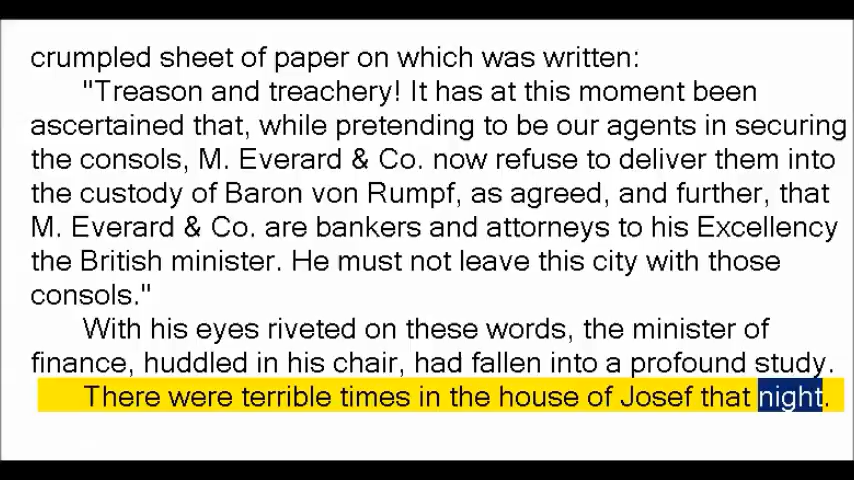 crumpled sheet of paper on which was written:
"Treason and treachery! It has at this moment been
ascertained that, while pretending to be our agents in securing
the consols, M. Everard & Co. now refuse to deliver them into
the custody of Baron von Rumpf, as agreed, and further, that
M. Everard & Co. are bankers and attorneys to his Excellency
the British minister. He must not leave this city with those
consols."
With his eyes riveted on these words, the minister of
finance, huddled in his chair, had fallen into a profound study.
There were terrible times in the house of Josef that night.